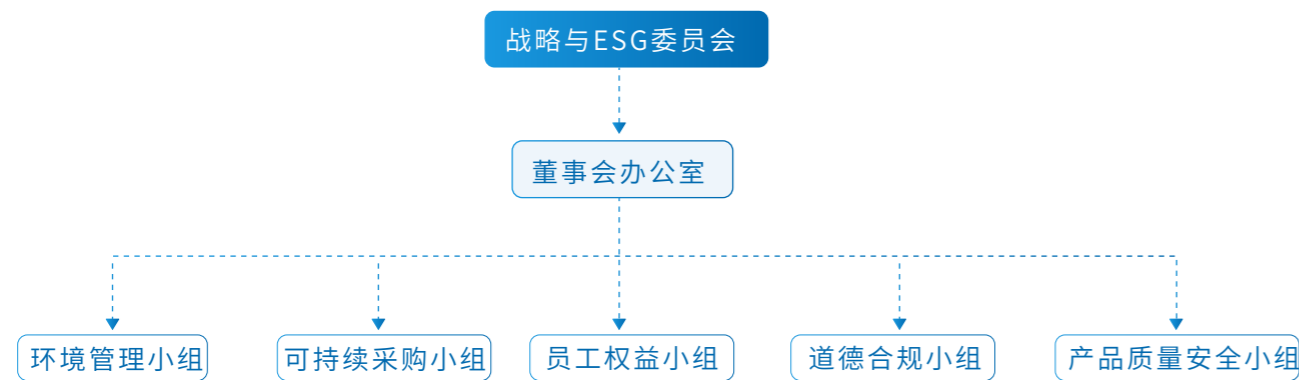 战略与ESG委员会
董事会办公室
环境管理小组
可持续采购小组
员工权益小组
道德合规小组
产品质量安全小组